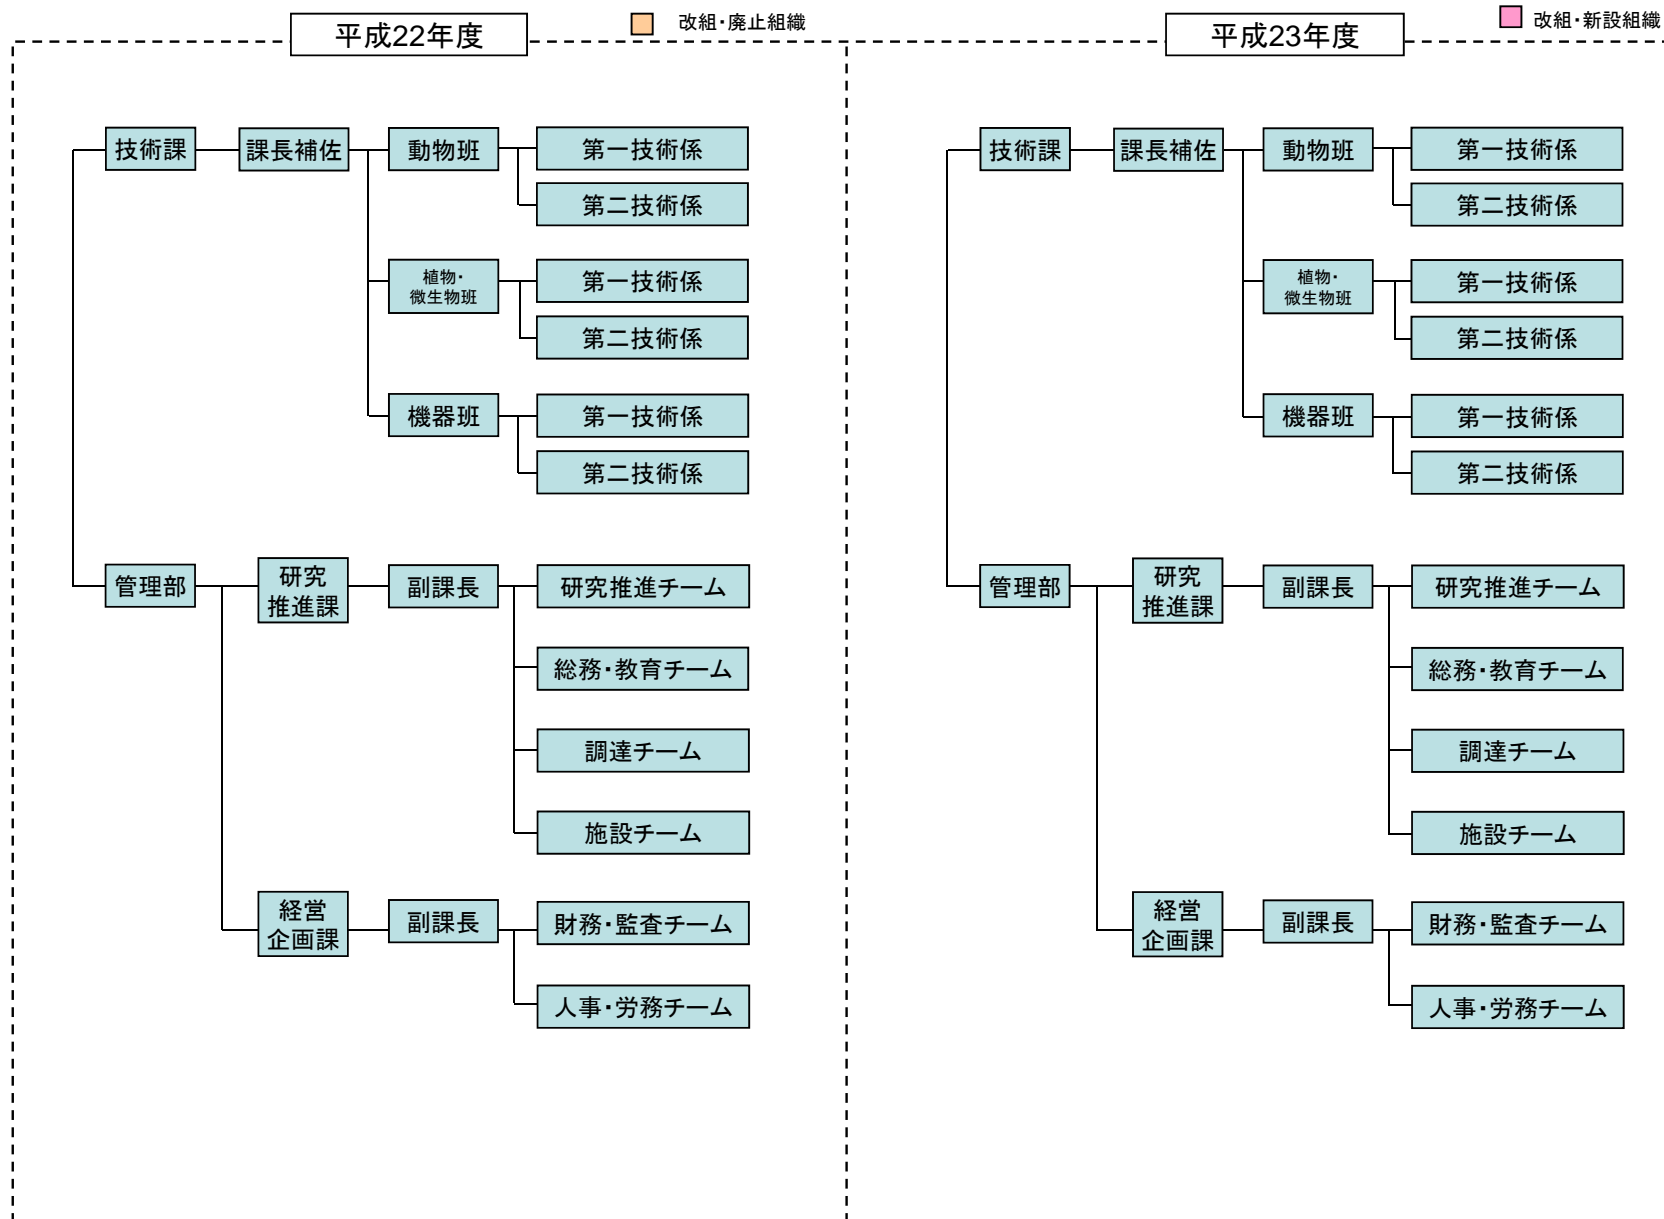 平成22年度
改組・廃止組織
技術課
課長補佐
動物班
第一技術係
第二技術係
植物・
微生物班
第一技術係
第二技術係
機器班
第一技術係
第二技術係
管理部
研究
推進課
副課長
研究推進チーム
総務・教育チーム
調達チーム
施設チーム
経営
企画課
副課長
財務・監査チーム
人事・労務チーム
平成23年度
改組・新設組織
技術課
課長補佐
動物班
第一技術係
第二技術係
植物・
微生物班
第一技術係
第二技術係
機器班
第一技術係
第二技術係
管理部
研究
推進課
副課長
研究推進チーム
総務・教育チーム
調達チーム
施設チーム
経営
企画課
副課長
財務・監査チーム
人事・労務チーム